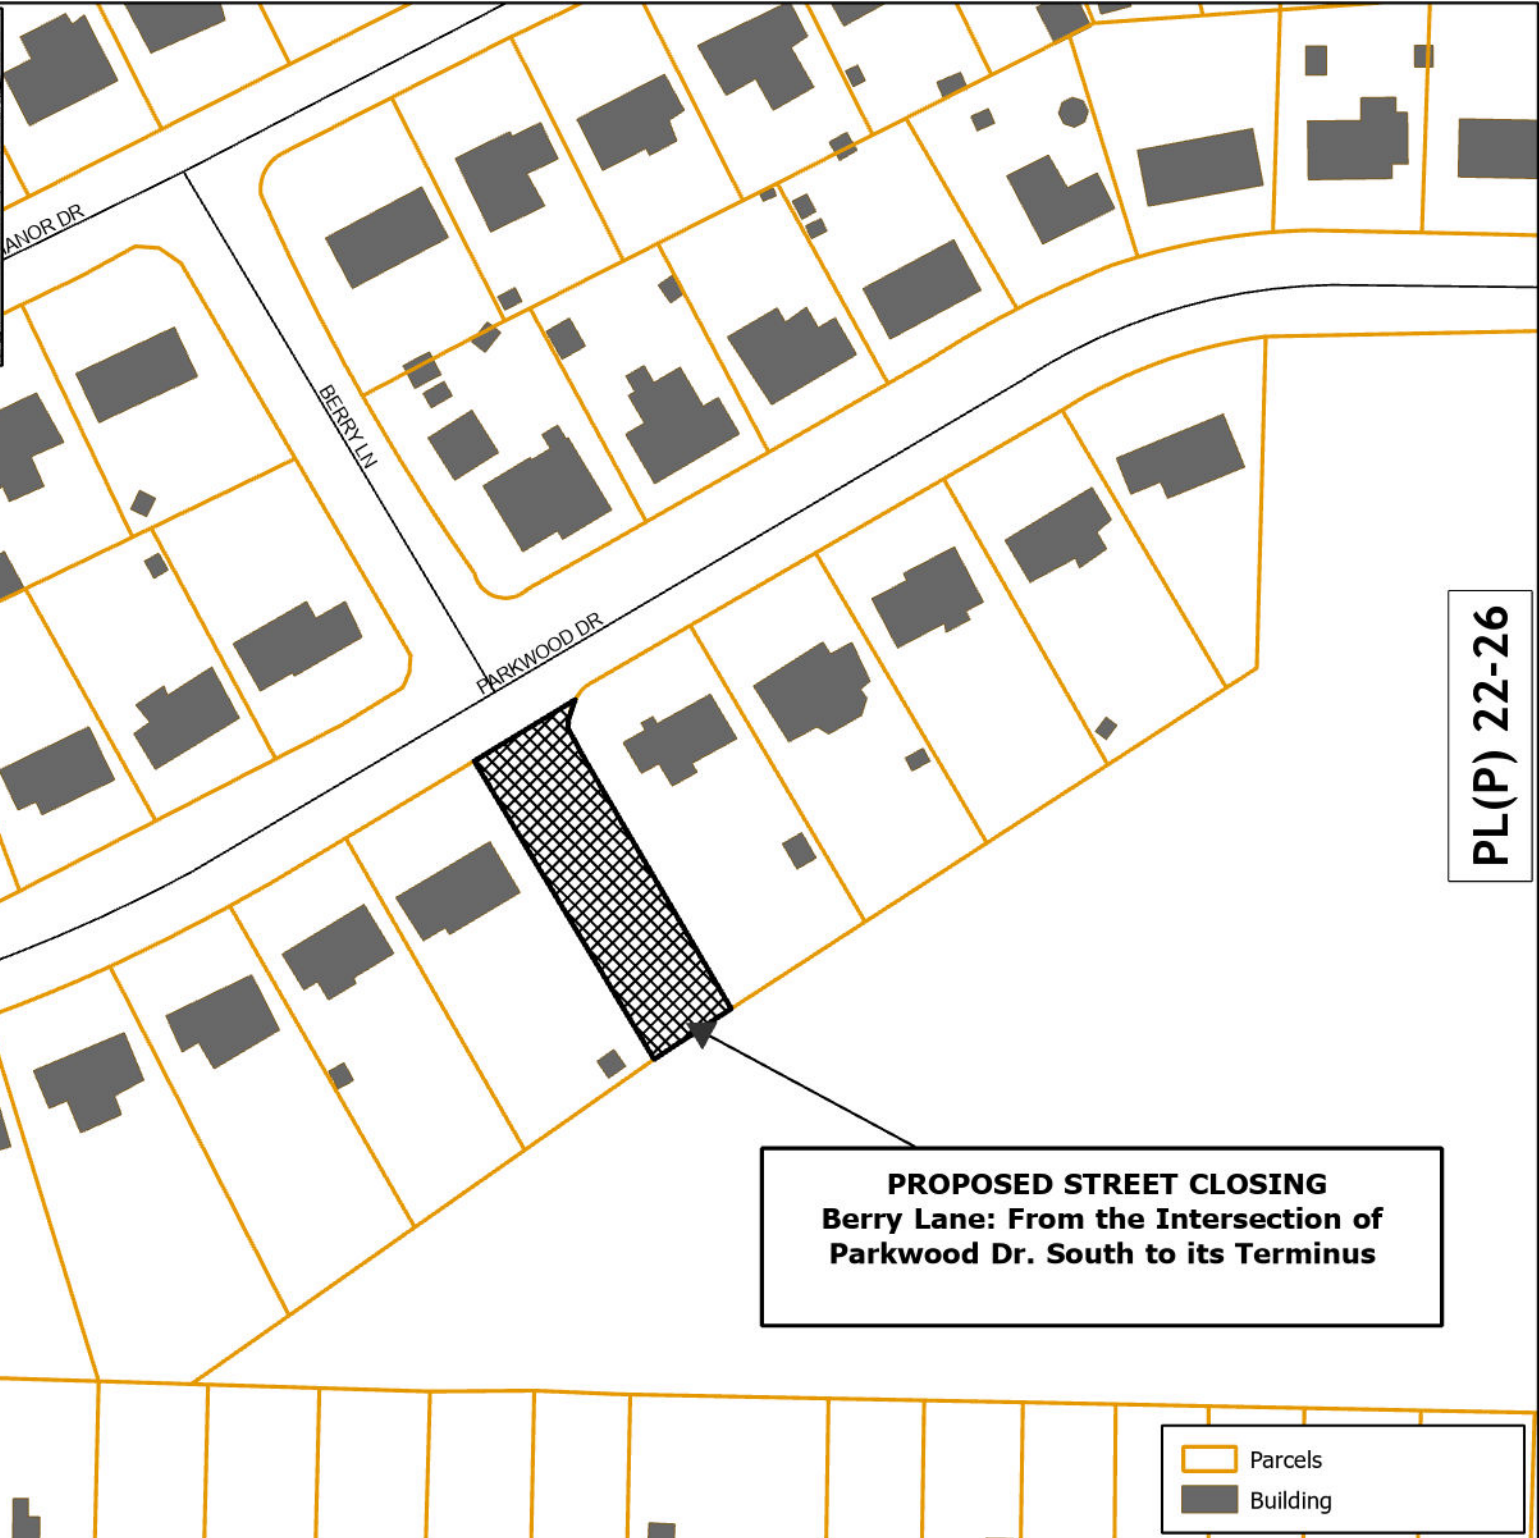 ANOR DR
BERRY LN
PARKWOOD DR
PL(P) 22-26
PROPOSED STREET CLOSING
Berry Lane: From the Intersection of
Parkwood Dr. South to its Terminus
Parcels
Building